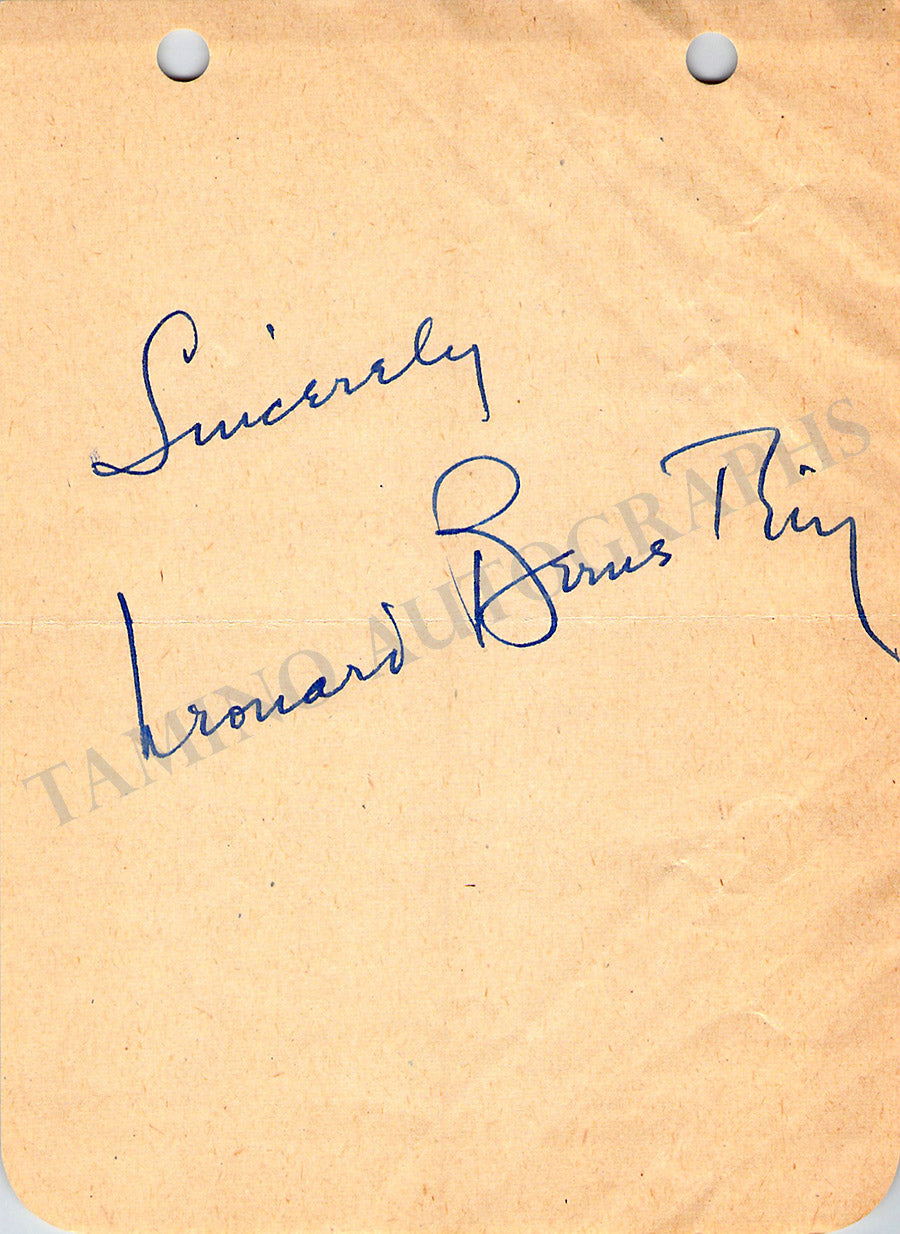 Sincerely
Leonard Bernstein
TAMINO AUTOGRAPHS